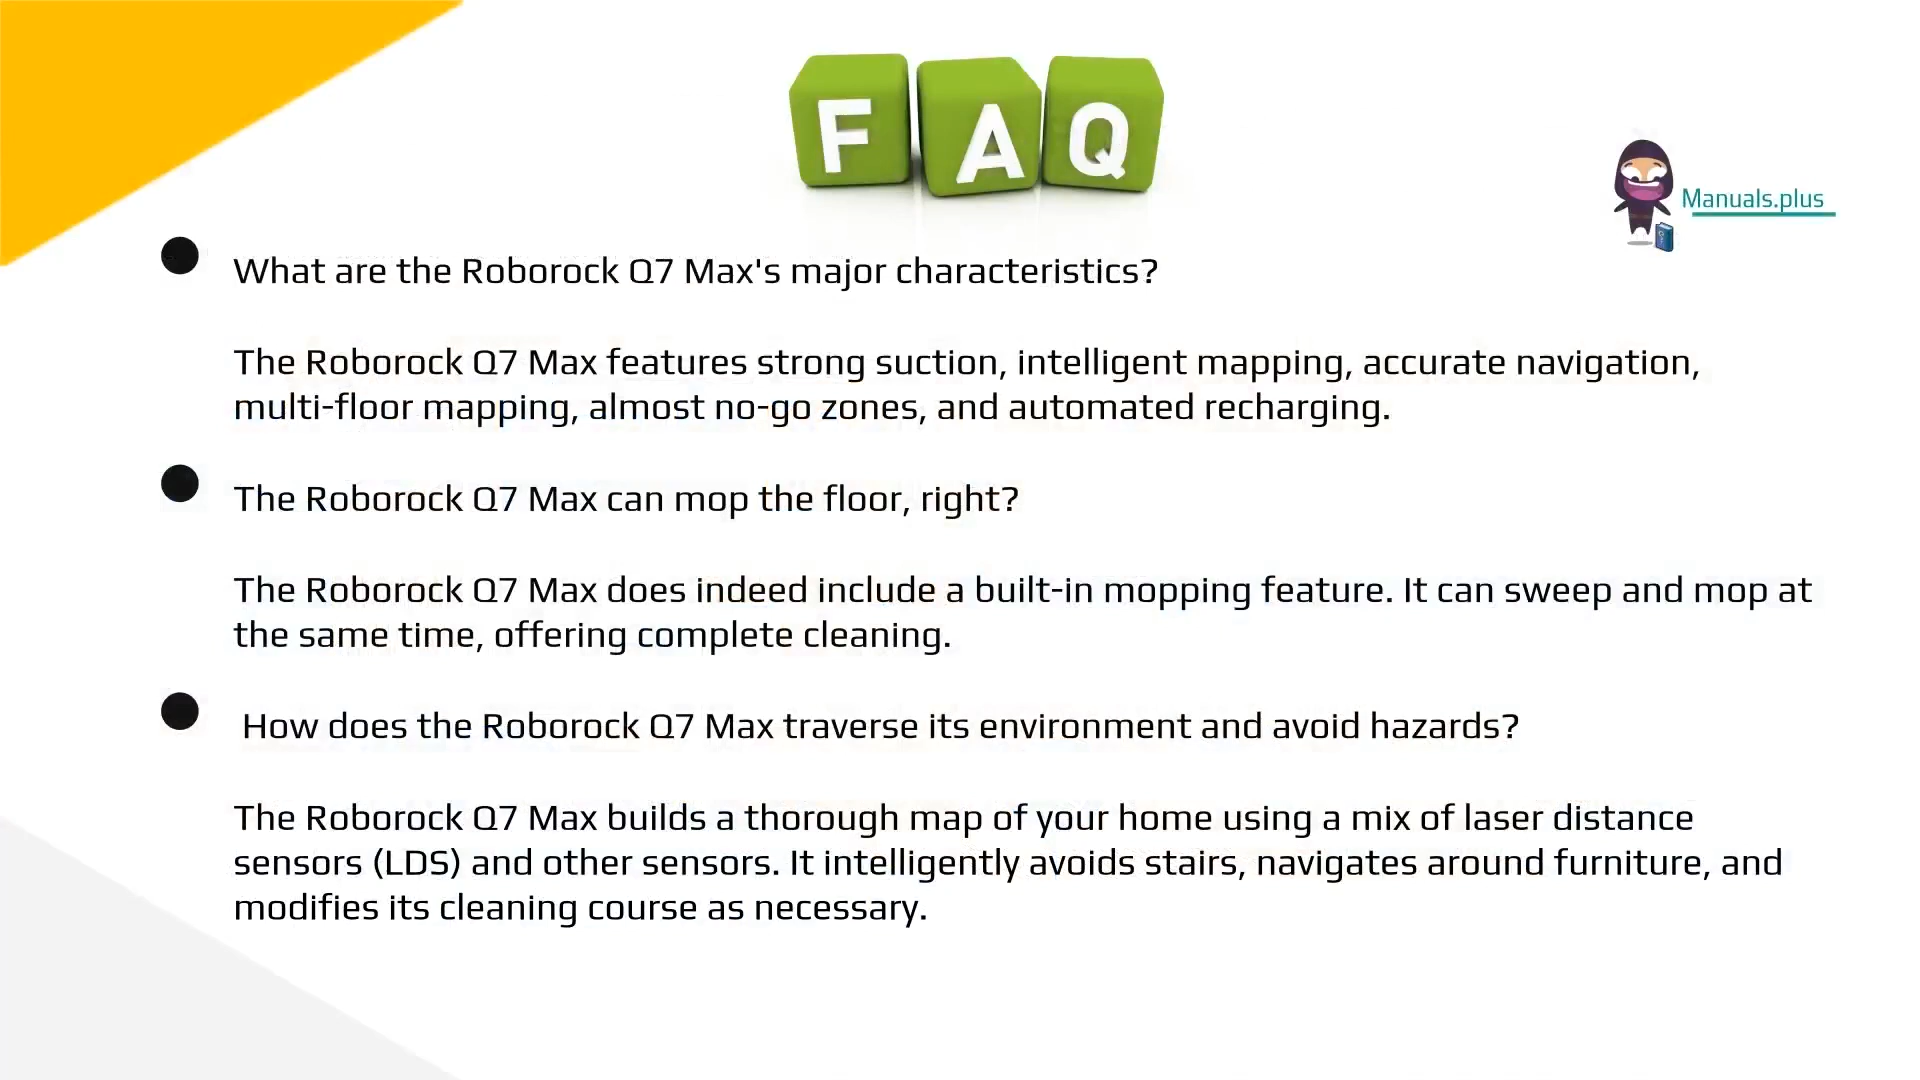 FAQ
Manuals.plus
What are the Roborock Q7 Max's major characteristics?
The Roborock Q7 Max features strong suction, intelligent mapping, accurate navigation,
multi-floor mapping, almost no-go zones, and automated recharging.
The Roborock Q7 Max can mop the floor, right?
The Roborock Q7 Max does indeed include a built-in mopping feature. It can sweep and mop at
the same time, offering complete cleaning.
How does the Roborock Q7 Max traverse its environment and avoid hazards?
The Roborock Q7 Max builds a thorough map of your home using a mix of laser distance
sensors (LDS) and other sensors. It intelligently avoids stairs, navigates around furniture, and
modifies its cleaning course as necessary.